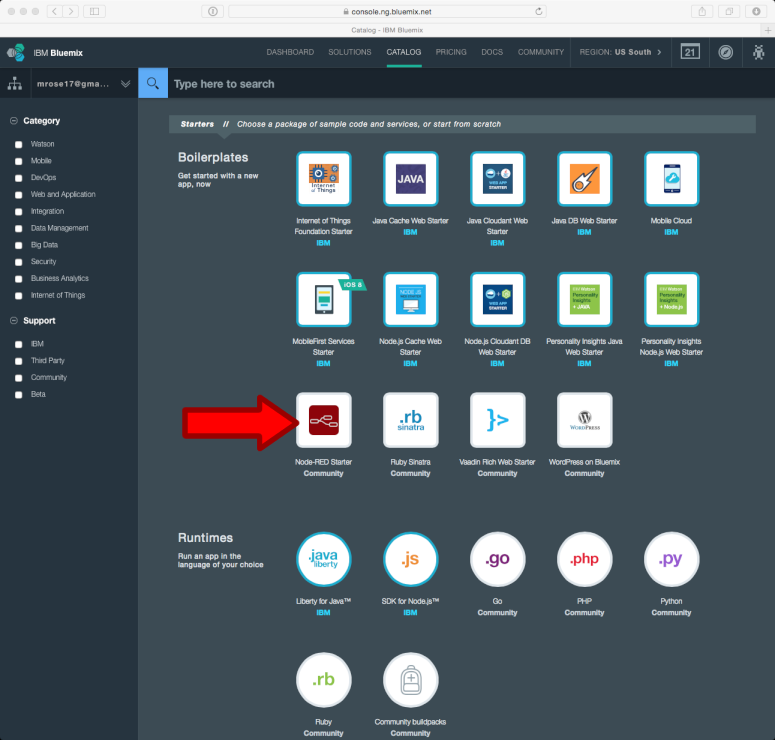 console.ng.bluemix.net
Catalog - IBM Bluemix
IBM Bluemix
DASHBOARD SOLUTIONS CATALOG PRICING DOCS COMMUNITY REGION: US South > 21
mrose17@gma...
Type here to search
Category
Watson
Mobile
DevOps
Web and Application
Integration
Data Management
Big Data
Security
Business Analytics
Internet of Things
Support
IBM
Third Party
Community
Beta
Starters // Choose a package of sample code and services, or start from scratch
Boilerplates
Get started with a new
app, now
Internet
of Things
Internet of Things
Foundation Starter
IBM
JAVA
Java Cache Web Starter
IBM
WEB APP
STARTER
Java Cloudant Web
Starter
IBM
Java DB Web Starter
IBM
Mobile Cloud
IBM
iOS 8
MobileFirst Services
Starter
IBM
NODE.JS
Node.js Cache Web
Starter
IBM
WEB APP
STARTER
Node.js Cloudant DB
Web Starter
IBM
Watson
Personality
Insights
+ JAVA
Personality Insights Java
Web Starter
IBM
Watson
Personality
Insights
+ Node.js
Personality Insights
Node.js Web Starter
IBM
Node-RED Starter
Community
.rb
sinatra
Ruby Sinatra
Community
}>
Vaadin Rich Web Starter
Community
W
WORDPRESS
WordPress on Bluemix
Community
Runtimes
Run an app in the
language of your choice
.java
liberty
Liberty for Java™
IBM
.js
SDK for Node.js™
IBM
.go
Go
Community
.php
PHP
Community
.py
Python
Community
.rb
Ruby
Community
Community buildpacks
Community